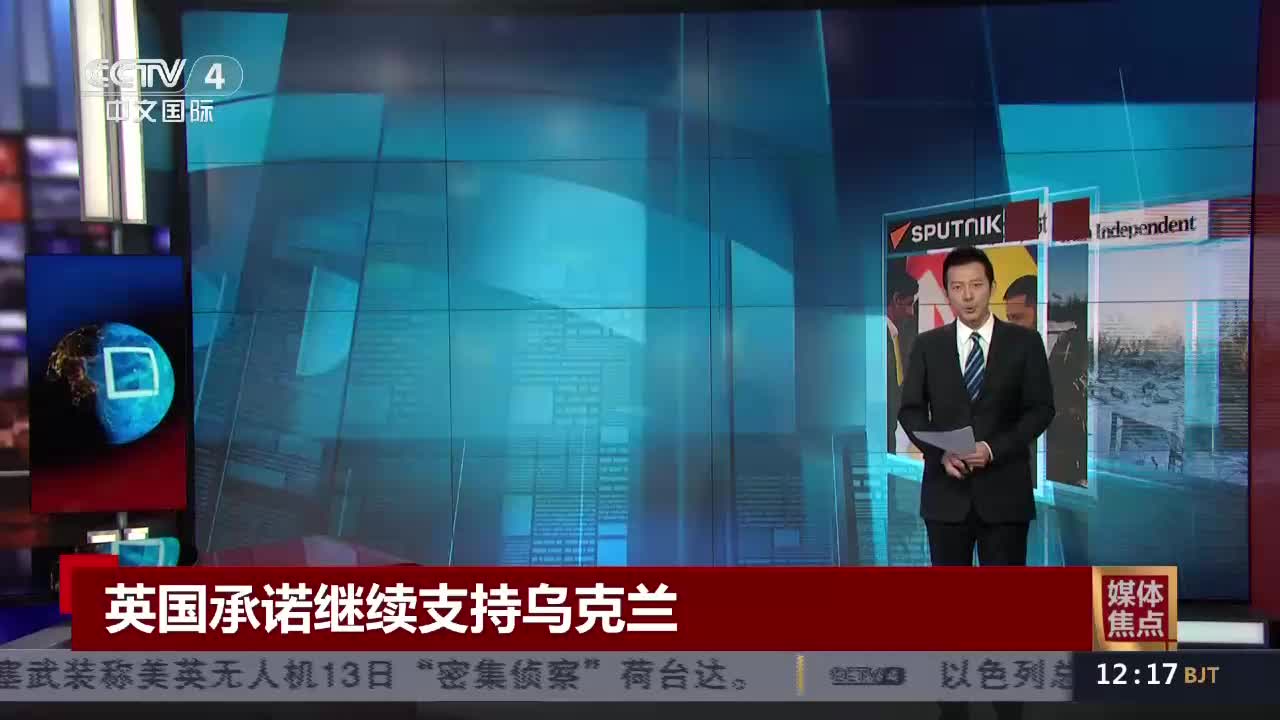 CCTV 4
中文国际
SPUTNIK
Independent
英国承诺继续支持乌克兰
媒体
焦点
塞武装称美英无人机13日“密集侦察”荷台达。 CCTV 4 以色列总
12:17 BJT